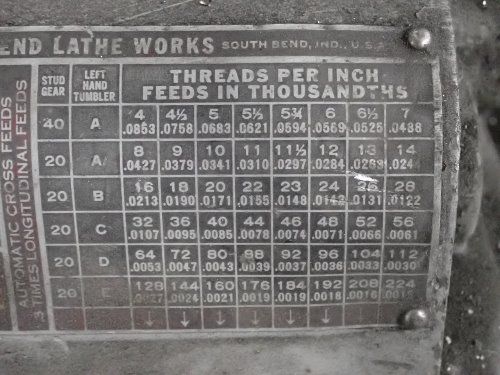 END LATHE WORKS SOUTH BEND, IND., U.S.A.
AUTOMATIC CROSS FEEDS
.3 TIMES LONGITUDINAL FEEDS
STUD GEAR LEFT HAND TUMBLER THREADS PER INCH
FEEDS IN THOUSANDTHS
40 A 4 4½ 5 5½ 5¾ 6 6½ 7
.0853 .0758 .0683 .0621 .0594 .0569 .0526 .0488
20 A 8 9 10 11 11½ 12 13 14
.0427 .0379 .0341 .0310 .0297 .0284 .024
20 B 16 18 20 22 23 24 26 28
.0213 .0190 .0171 .0155 .0148 .0142 .0131 .0122
20 C 32 36 40 44 46 48 52 56
.0107 .0095 .0085 .0078 .0074 .0071 .0066 .0061
20 D 64 72 80 88 92 96 104 112
.0053 .0047 .0043 .0039 .0037 .0036 .0033 .0030
20 E 128 144 160 176 184 192 208 224
.0027 .0024 .0021 .0019 .0019 .0018 .0016
↓ ↓ ↓ ↓ ↓ ↓ ↓ ↓